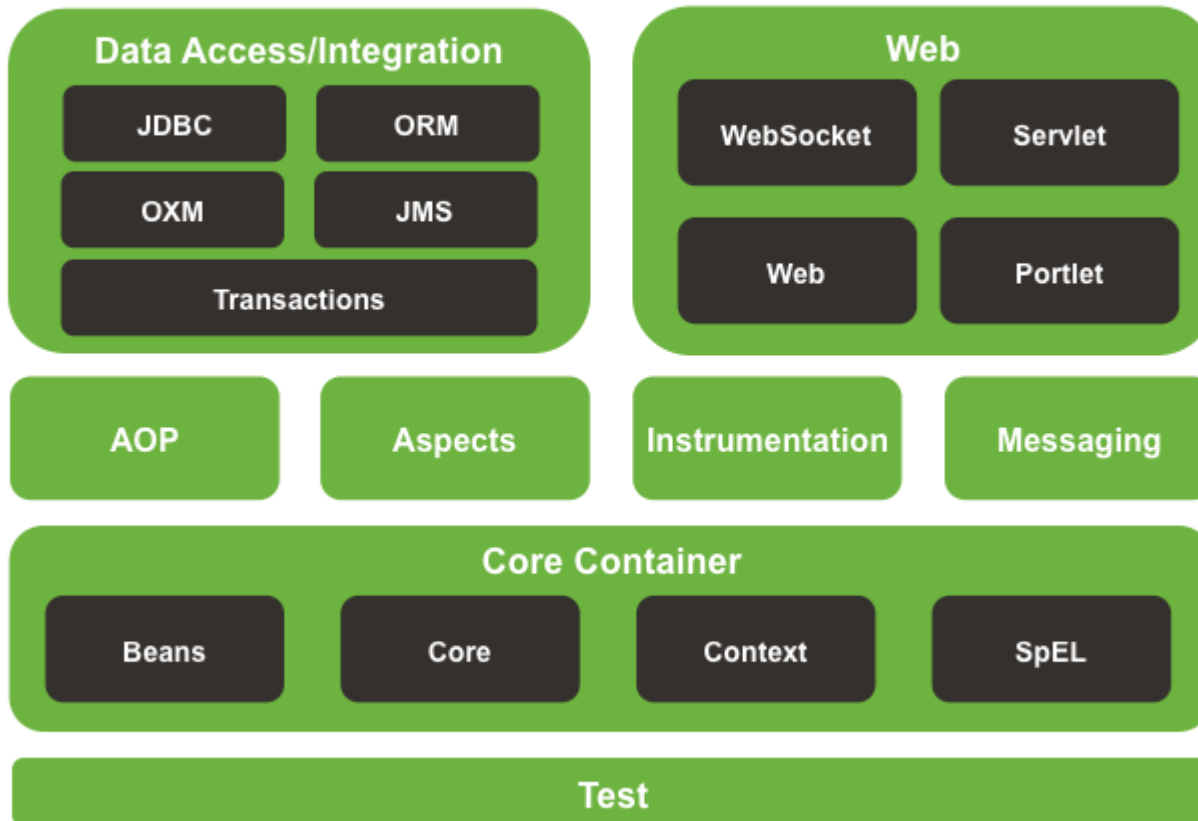 Data Access/Integration
JDBC
ORM
OXM
JMS
Transactions
Web
WebSocket
Servlet
Web
Portlet
AOP
Aspects
Instrumentation
Messaging
Core Container
Beans
Core
Context
SpEL
Test